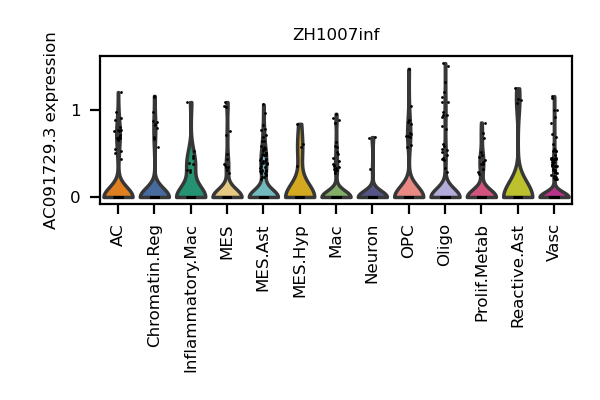 ZH1007inf
AC091729.3 expression
1
0
AC
Chromatin.Reg
Inflammatory.Mac
MES
MES.Ast
MES.Hyp
Mac
Neuron
OPC
Oligo
Prolif.Metab
Reactive.Ast
Vasc